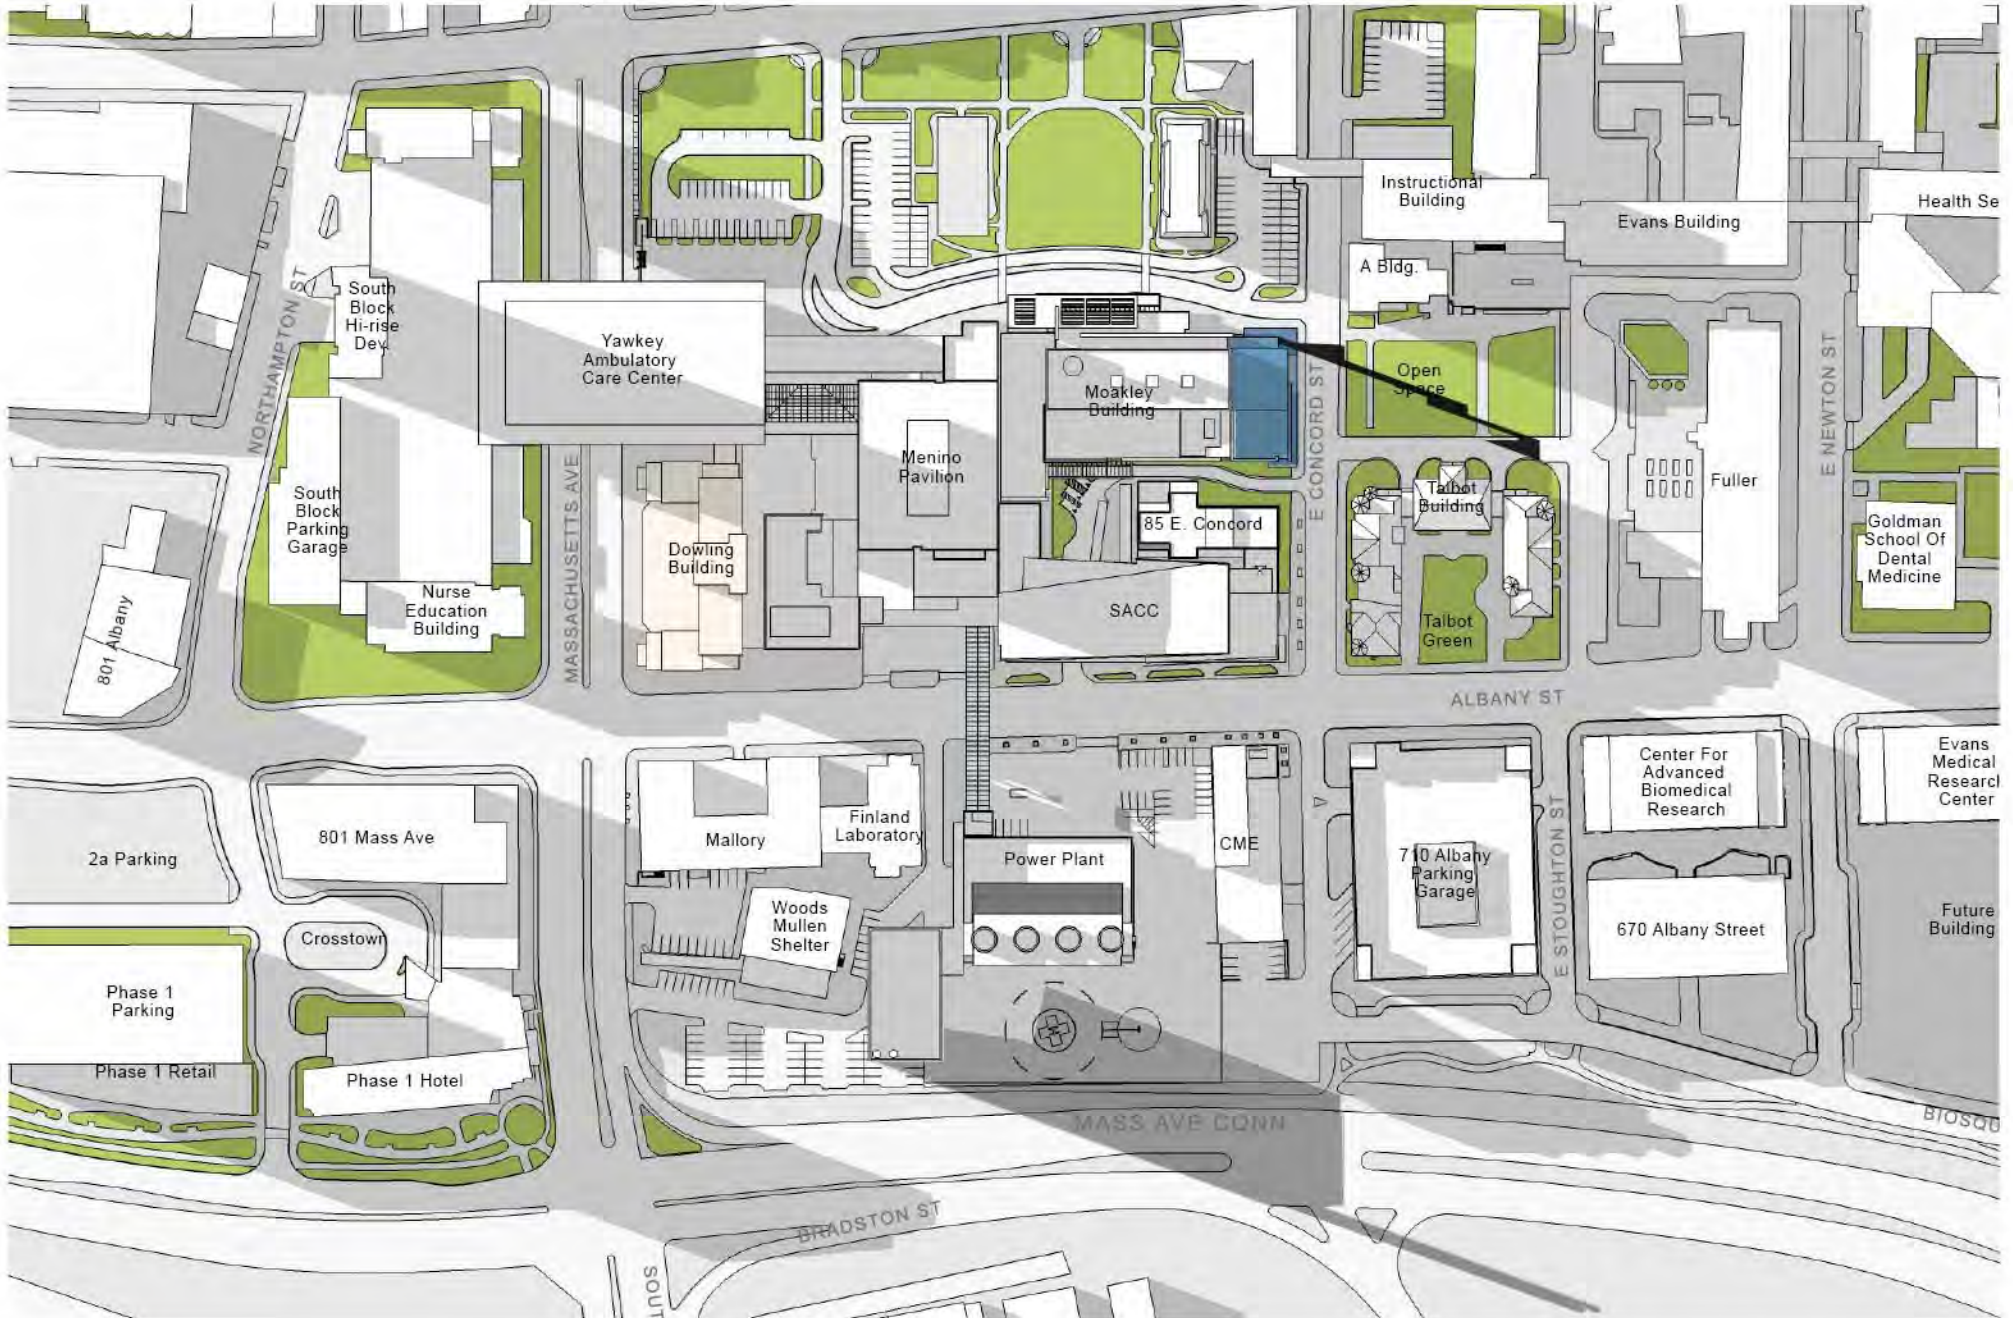 Instructional
Building
Health Se
Evans Building
A Bldg.
NORTHAMPTON ST
South
Block
Hi-rise
Dev.
Yawkey
Ambulatory
Care Center
Moakley
Building
E CONCORD ST
Open
Space
E NEWTON ST
Menino
Pavilion
South
Block
Parking
Garage
MASSACHUSETTS AVE
Dowling
Building
85 E. Concord
Talbot
Building
Fuller
Goldman
School Of
Dental
Medicine
801 Albany
Nurse
Education
Building
SACC
Talbot
Green
ALBANY ST
2a Parking
801 Mass Ave
Mallory
Finland
Laboratory
Power Plant
CME
710 Albany
Parking
Garage
E STOUGHTON ST
Center For
Advanced
Biomedical
Research
Evans
Medical
Research
Center
Crosstown
Woods
Mullen
Shelter
670 Albany Street
Future
Building
Phase 1
Parking
H
Phase 1 Retail
Phase 1 Hotel
MASS AVE CONN
BIOSQU
BRADSTON ST
SOUT